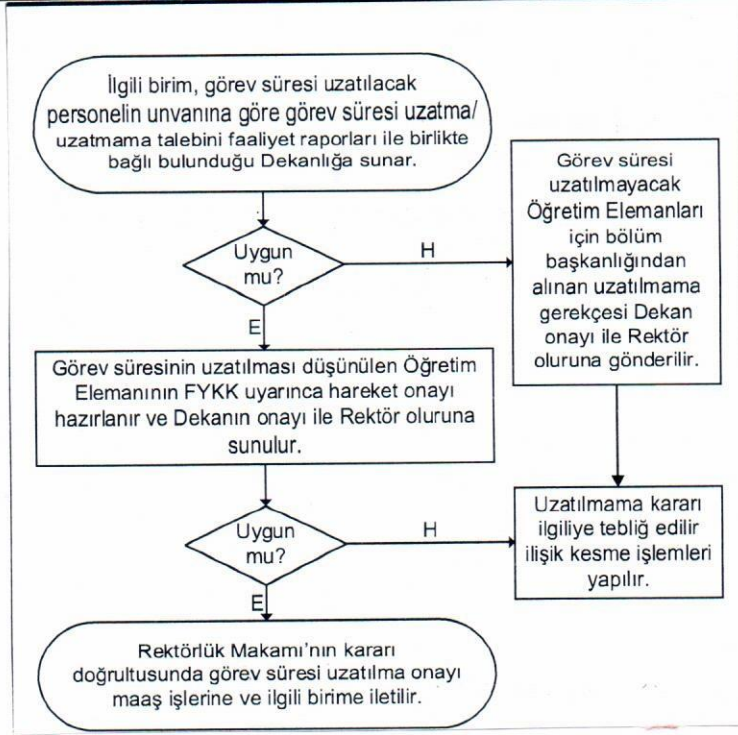 İlgili birim, görev süresi uzatılacak
personelin unvanına göre görev süresi uzatma/
uzatmama talebini faaliyet raporları ile birlikte
bağlı bulunduğu Dekanlığa sunar.
Uygun
mu?
H
E
Görev süresi
uzatılmayacak
Öğretim Elemanları
için bölüm
başkanlığından
alınan uzatılmama
gerekçesi Dekan
onayı ile Rektör
oluruna gönderilir.
Görev süresinin uzatılması düşünülen Öğretim
Elemanının FYKK uyarınca hareket onayı
hazırlanır ve Dekanın onayı ile Rektör oluruna
sunulur.
Uygun
mu?
H
E
Uzatılmama kararı
ilgiliye tebliğ edilir
ilişik kesme işlemleri
yapılır.
Rektörlük Makamı'nın kararı
doğrultusunda görev süresi uzatılma onayı
maaş işlerine ve ilgili birime iletilir.